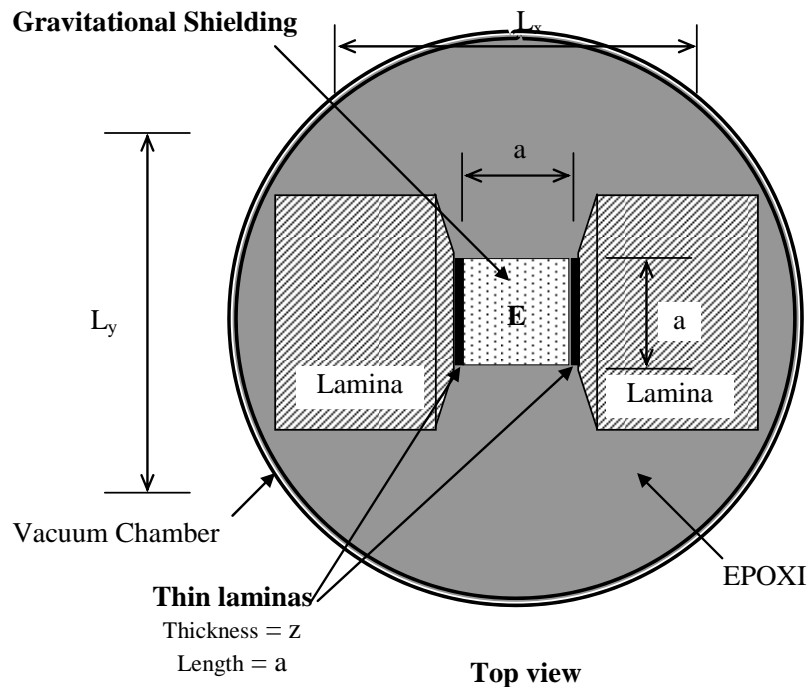 Gravitational Shielding
Lx
a
Ly
E
a
Lamina
Lamina
Vacuum Chamber
EPOXI
Thin laminas
Thickness = z
Length = a
Top view